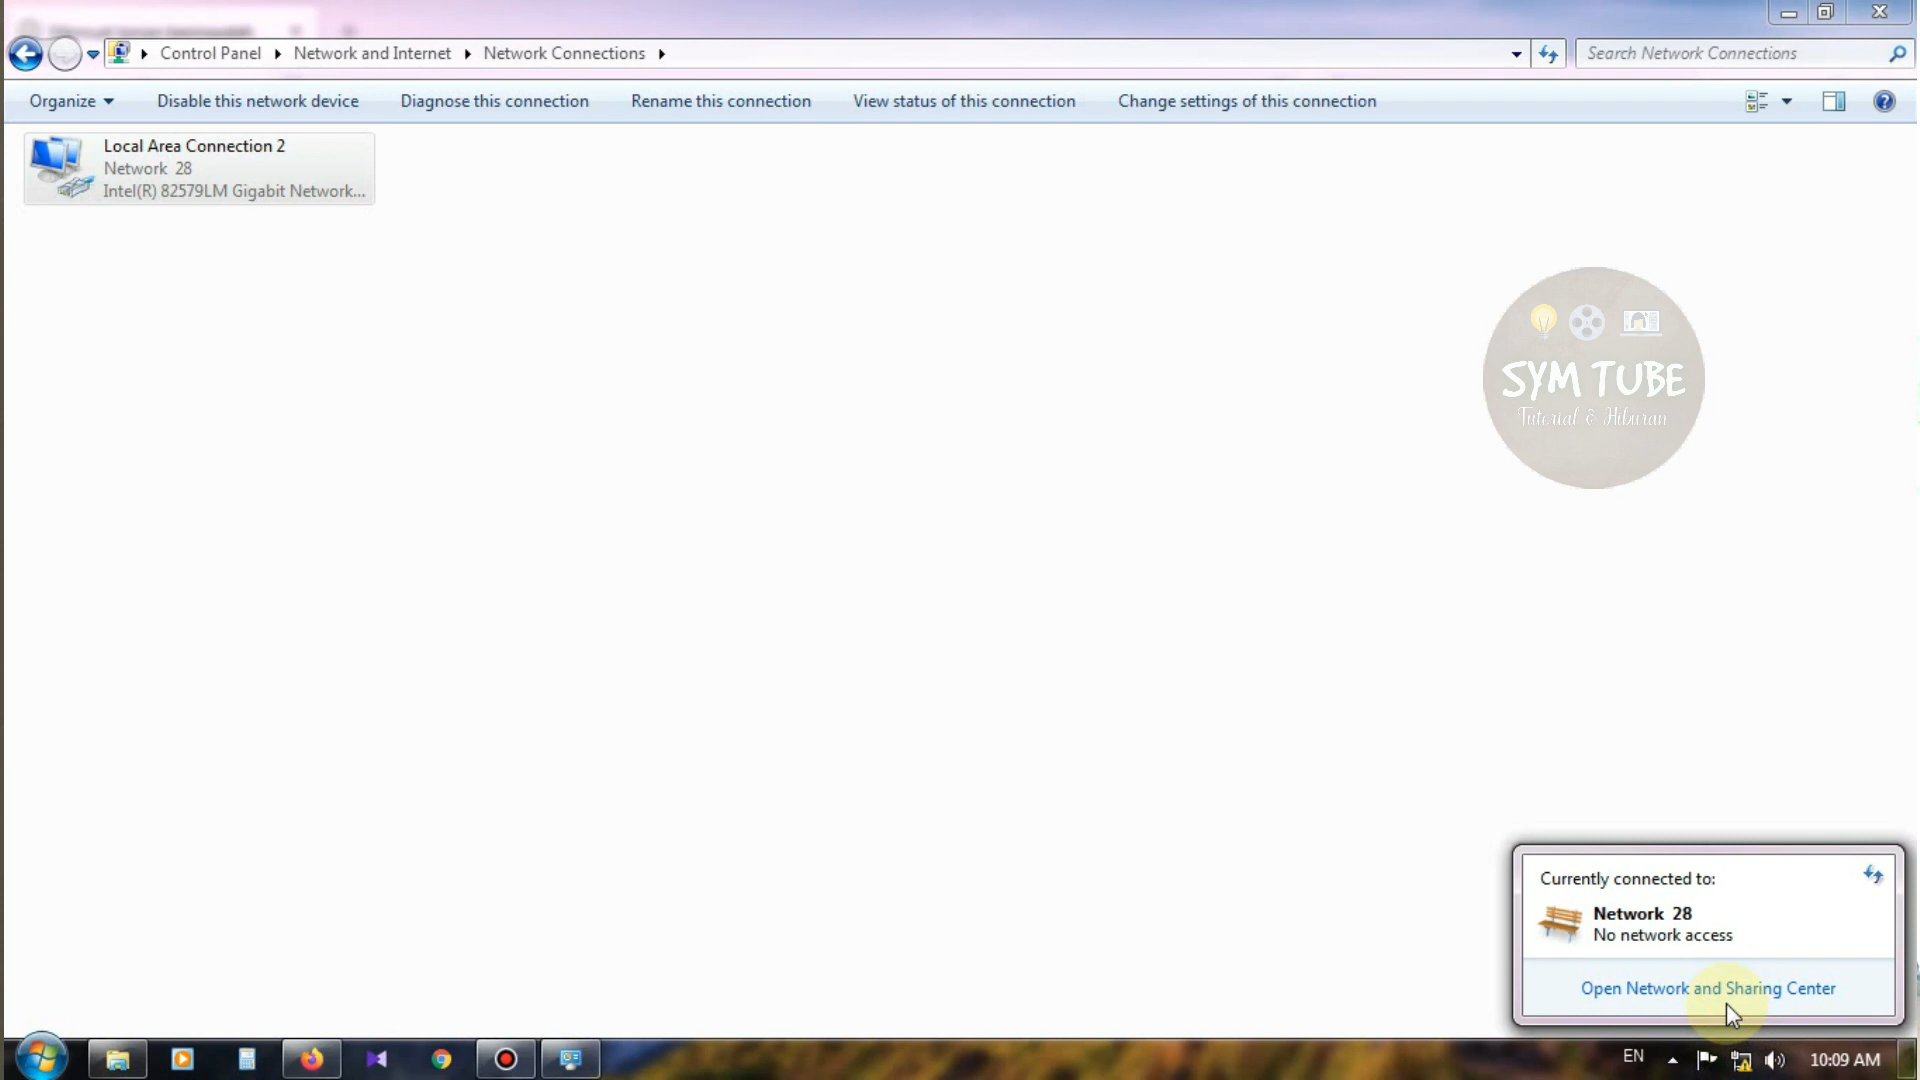 Control Panel Network and Internet Network Connections
Search Network Connections
Organize Disable this network device Diagnose this connection Rename this connection View status of this connection Change settings of this connection
Local Area Connection 2
Network 28
Intel(R) 82579LM Gigabit Network...
SYM TUBE
Tutorial & Hiburan
Currently connected to:
Network 28
No network access
Open Network and Sharing Center
EN
10:09 AM